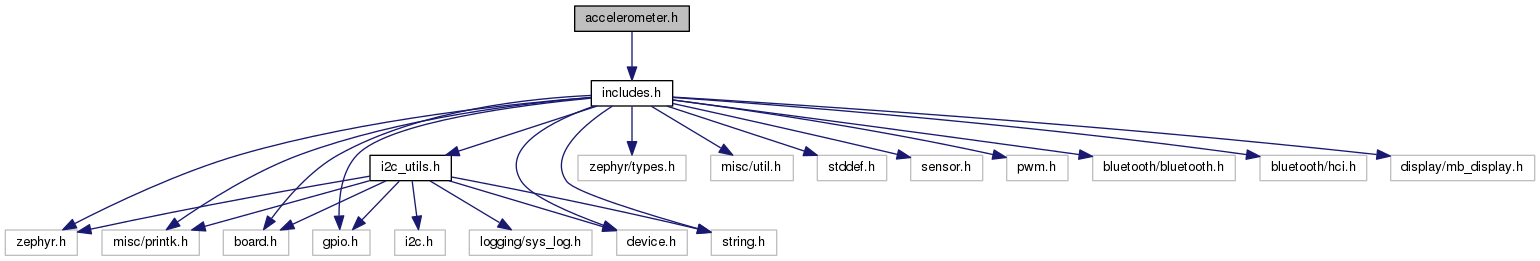 accelerometer.h
includes.h
i2c_utils.h
zephyr/types.h
misc/util.h
stddef.h
sensor.h
pwm.h
bluetooth/bluetooth.h
bluetooth/hci.h
display/mb_display.h
zephyr.h
misc/printk.h
board.h
gpio.h
i2c.h
logging/sys_log.h
device.h
string.h